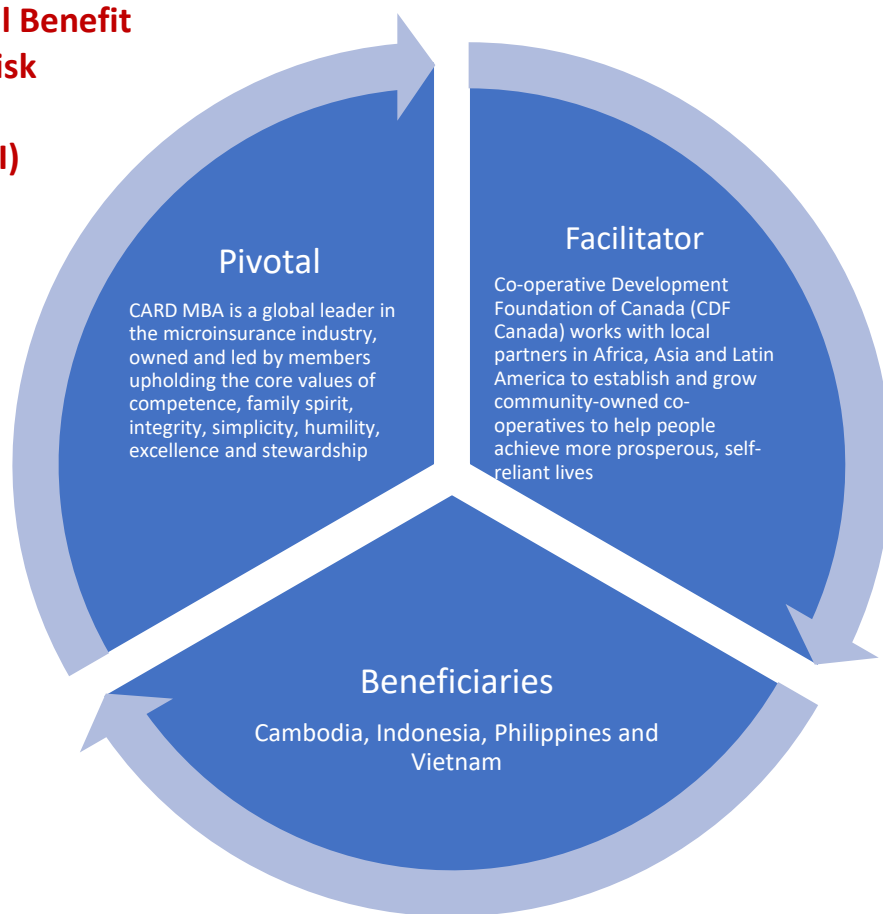 l Benefit
isk
I)
Pivotal
CARD MBA is a global leader in
the microinsurance industry,
owned and led by members
upholding the core values of
competence, family spirit,
integrity, simplicity, humility,
excellence and stewardship
Facilitator
Co-operative Development
Foundation of Canada (CDF
Canada) works with local
partners in Africa, Asia and Latin
America to establish and grow
community-owned co-
operatives to help people
achieve more prosperous, self-
reliant lives
Beneficiaries
Cambodia, Indonesia, Philippines and
Vietnam